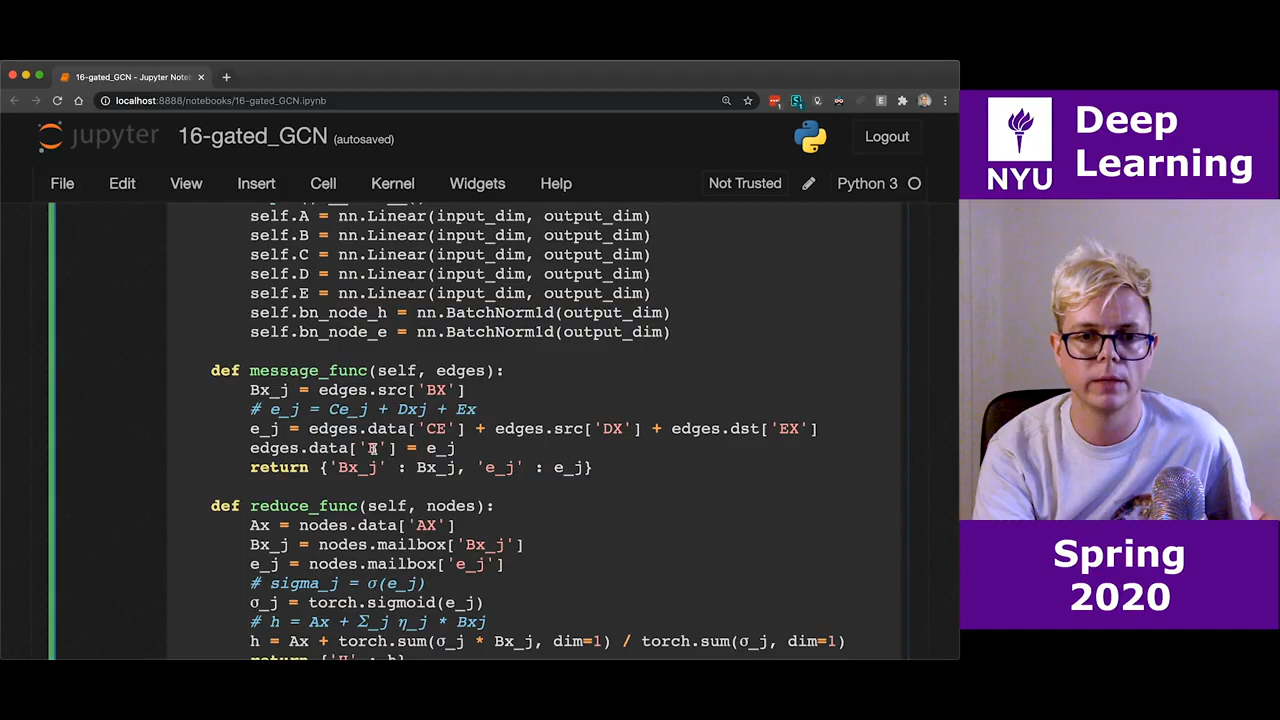 16-gated_GCN - Jupyter Note
localhost:8888/notebooks/16-gated_GCN.ipynb
jupyter 16-gated_GCN (autosaved)
Logout
File Edit View Insert Cell Kernel Widgets Help
Not Trusted
Python 3
self.A = nn.Linear(input_dim, output_dim)
self.B = nn.Linear(input_dim, output_dim)
self.C = nn.Linear(input_dim, output_dim)
self.D = nn.Linear(input_dim, output_dim)
self.E = nn.Linear(input_dim, output_dim)
self.bn_node_h = nn.BatchNorm1d(output_dim)
self.bn_node_e = nn.BatchNorm1d(output_dim)
def message_func(self, edges):
Bx_j = edges.src['BX']
# e_j = Ce_j + Dxj + Ex
e_j = edges.data['CE'] + edges.src['DX'] + edges.dst['EX']
edges.data['E'] = e_j
return {'Bx_j' : Bx_j, 'e_j' : e_j}
def reduce_func(self, nodes):
Ax = nodes.data['AX']
Bx_j = nodes.mailbox['Bx_j']
e_j = nodes.mailbox['e_j']
# sigma_j = σ(e_j)
σ_j = torch.sigmoid(e_j)
# h = Ax + Σ_j η_j * Bxj
h = Ax + torch.sum(σ_j * Bx_j, dim=1) / torch.sum(σ_j, dim=1)
return {'H' : h}
NYU
Deep
Learning
Spring
2020